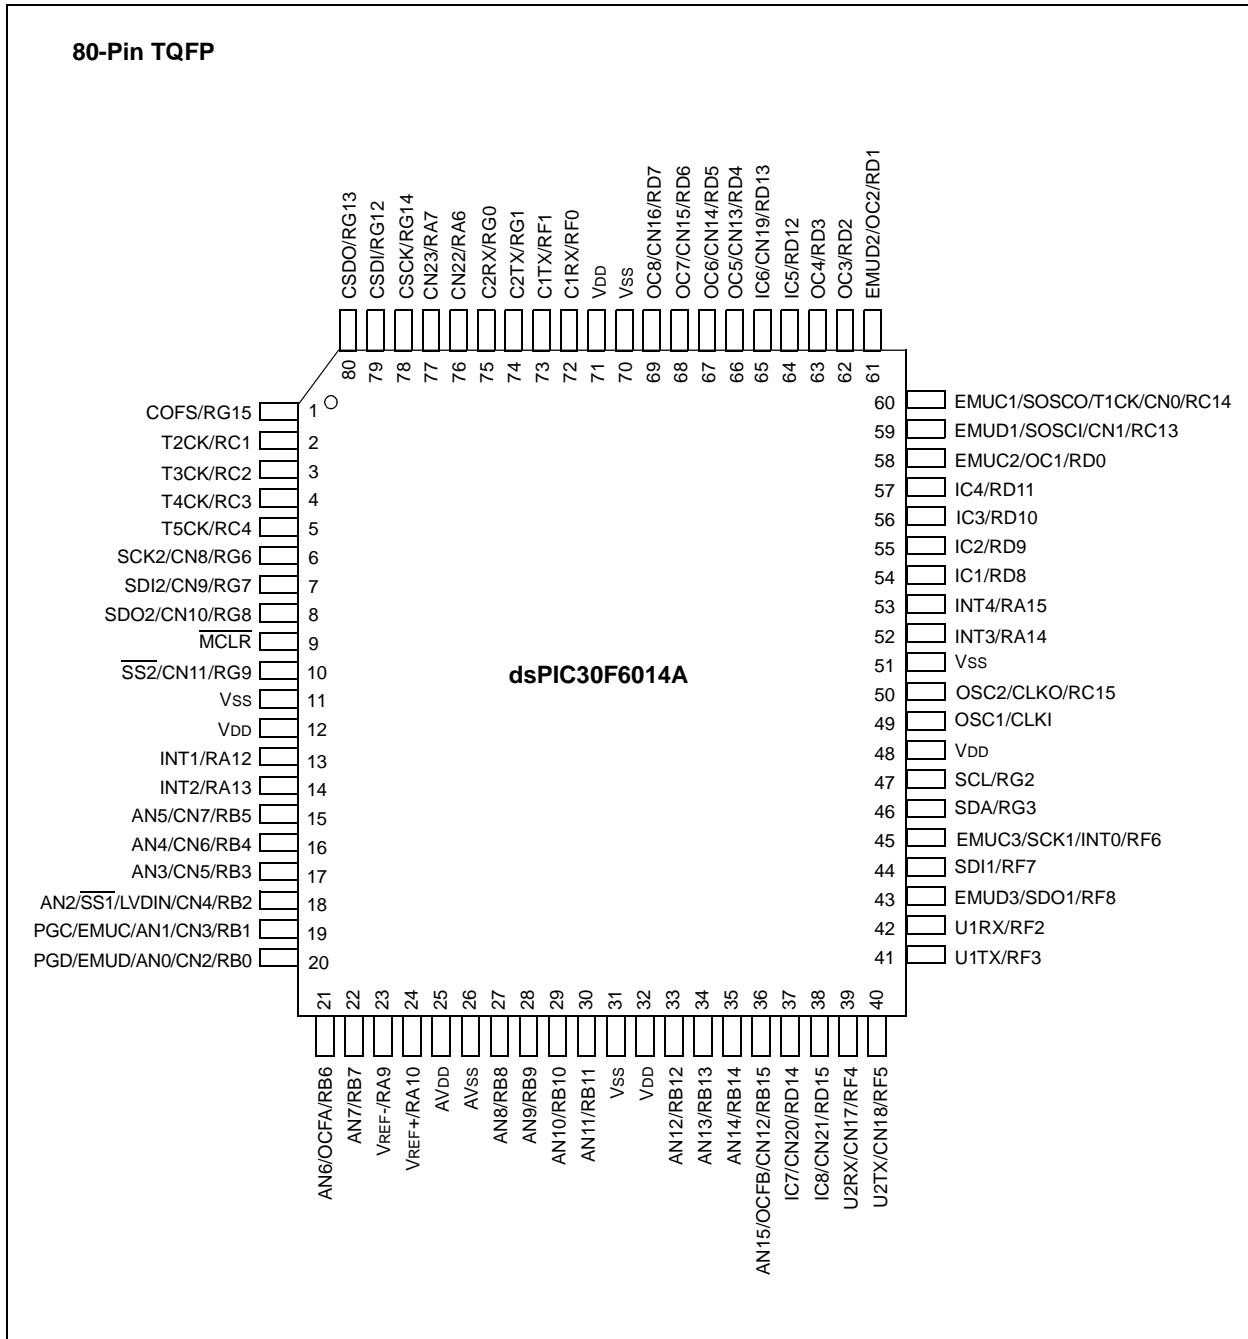 80-Pin TQFP
CSDO/RG13
CSDI/RG12
CSCK/RG14
CN23/RA7
CN22/RA6
C2RX/RG0
C2TX/RG1
C1TX/RF1
C1RX/RF0
VDD
VSS
OC8/CN16/RD7
OC7/CN15/RD6
OC6/CN14/RD5
OC5/CN13/RD4
IC6/CN19/RD13
IC5/RD12
OC4/RD3
OC3/RD2
EMUD2/OC2/RD1
80 79 78 77 76 75 74 73 72 71 70 69 68 67 66 65 64 63 62 61
COFS/RG15 1
T2CK/RC1 2
T3CK/RC2 3
T4CK/RC3 4
T5CK/RC4 5
SCK2/CN8/RG6 6
SDI2/CN9/RG7 7
SDO2/CN10/RG8 8
MCLR 9
SS2/CN11/RG9 10
VSS 11
VDD 12
INT1/RA12 13
INT2/RA13 14
AN5/CN7/RB5 15
AN4/CN6/RB4 16
AN3/CN5/RB3 17
AN2/SS1/LVDIN/CN4/RB2 18
PGC/EMUC/AN1/CN3/RB1 19
PGD/EMUD/AN0/CN2/RB0 20
dsPIC30F6014A
60 EMUC1/SOSCO/T1CK/CN0/RC14
59 EMUD1/SOSCI/CN1/RC13
58 EMUC2/OC1/RD0
57 IC4/RD11
56 IC3/RD10
55 IC2/RD9
54 IC1/RD8
53 INT4/RA15
52 INT3/RA14
51 VSS
50 OSC2/CLKO/RC15
49 OSC1/CLKI
48 VDD
47 SCL/RG2
46 SDA/RG3
45 EMUC3/SCK1/INT0/RF6
44 SDI1/RF7
43 EMUD3/SDO1/RF8
42 U1RX/RF2
41 U1TX/RF3
21 22 23 24 25 26 27 28 29 30 31 32 33 34 35 36 37 38 39 40
AN6/OCFA/RB6
AN7/RB7
VREF-/RA9
VREF+/RA10
AVDD
AVSS
AN8/RB8
AN9/RB9
AN10/RB10
AN11/RB11
VSS
VDD
AN12/RB12
AN13/RB13
AN14/RB14
AN15/OCFB/CN12/RB15
IC7/CN20/RD14
IC8/CN21/RD15
U2RX/CN17/RF4
U2TX/CN18/RF5